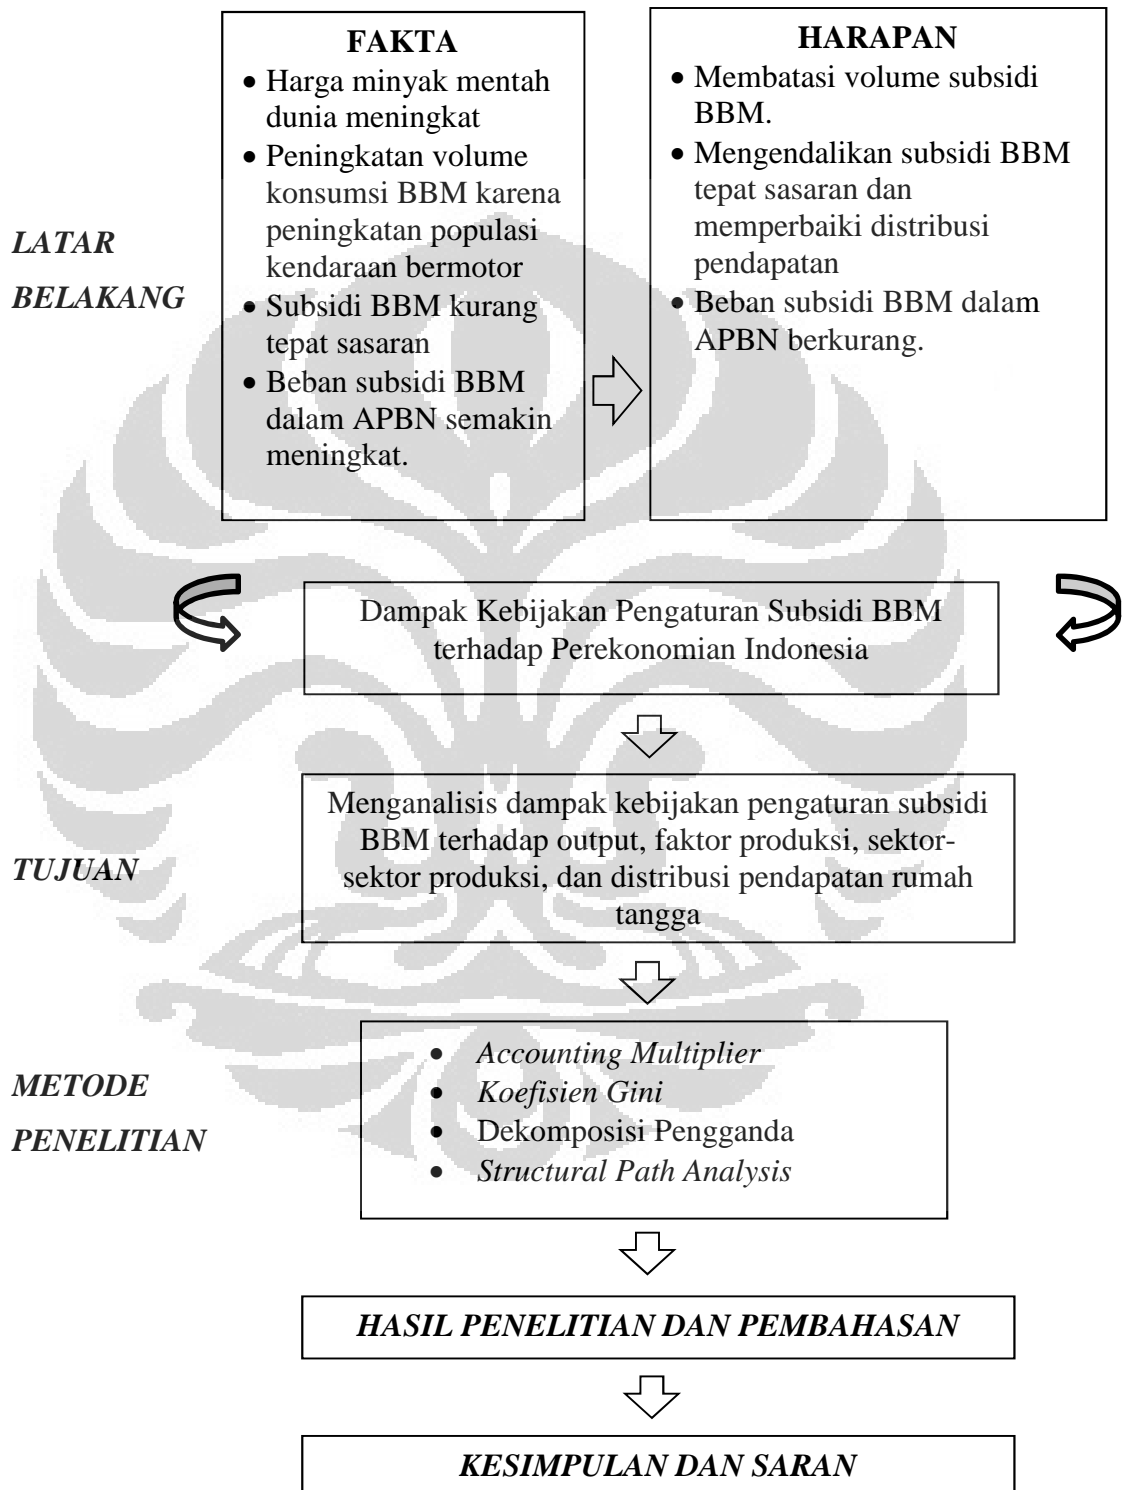 FAKTA
• Harga minyak mentah
dunia meningkat
• Peningkatan volume
konsumsi BBM karena
peningkatan populasi
kendaraan bermotor
• Subsidi BBM kurang
tepat sasaran
• Beban subsidi BBM
dalam APBN semakin
meningkat.
HARAPAN
• Membatasi volume subsidi
BBM.
• Mengendalikan subsidi BBM
tepat sasaran dan
memperbaiki distribusi
pendapatan
• Beban subsidi BBM dalam
APBN berkurang.
LATAR
BELAKANG
Dampak Kebijakan Pengaturan Subsidi BBM
terhadap Perekonomian Indonesia
TUJUAN
Menganalisis dampak kebijakan pengaturan subsidi
BBM terhadap output, faktor produksi, sektor-
sektor produksi, dan distribusi pendapatan rumah
tangga
METODE
PENELITIAN
• Accounting Multiplier
• Koefisien Gini
• Dekomposisi Pengganda
• Structural Path Analysis
HASIL PENELITIAN DAN PEMBAHASAN
KESIMPULAN DAN SARAN